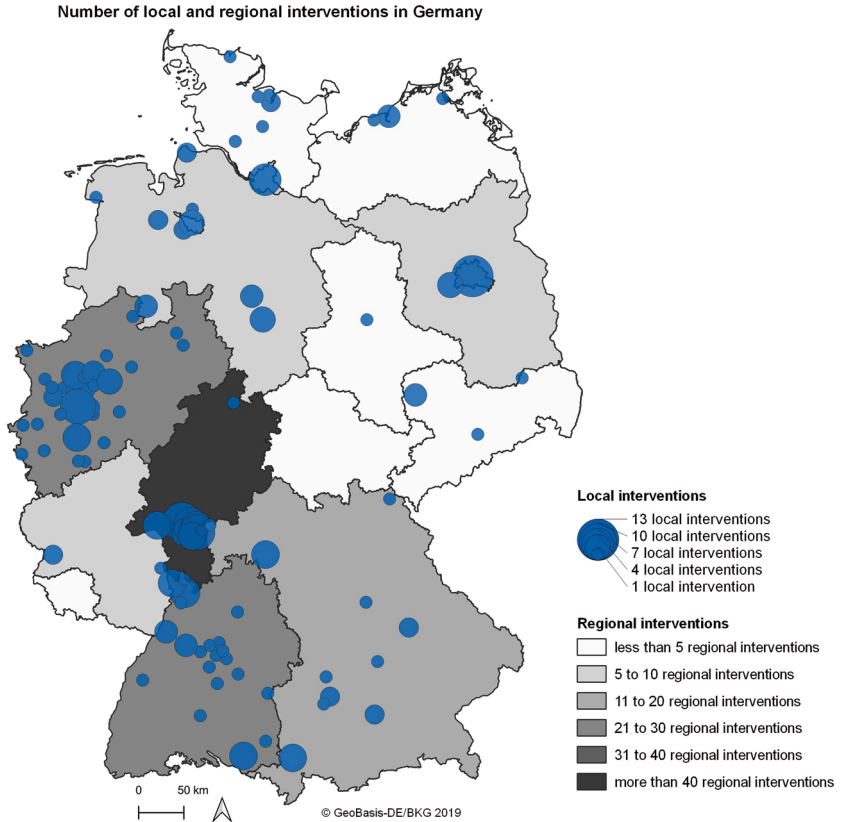 Number of local and regional interventions in Germany
Local interventions
13 local interventions
10 local interventions
7 local interventions
4 local interventions
1 local intervention
Regional interventions
less than 5 regional interventions
5 to 10 regional interventions
11 to 20 regional interventions
21 to 30 regional interventions
31 to 40 regional interventions
more than 40 regional interventions
0 50 km
© GeoBasis-DE/BKG 2019